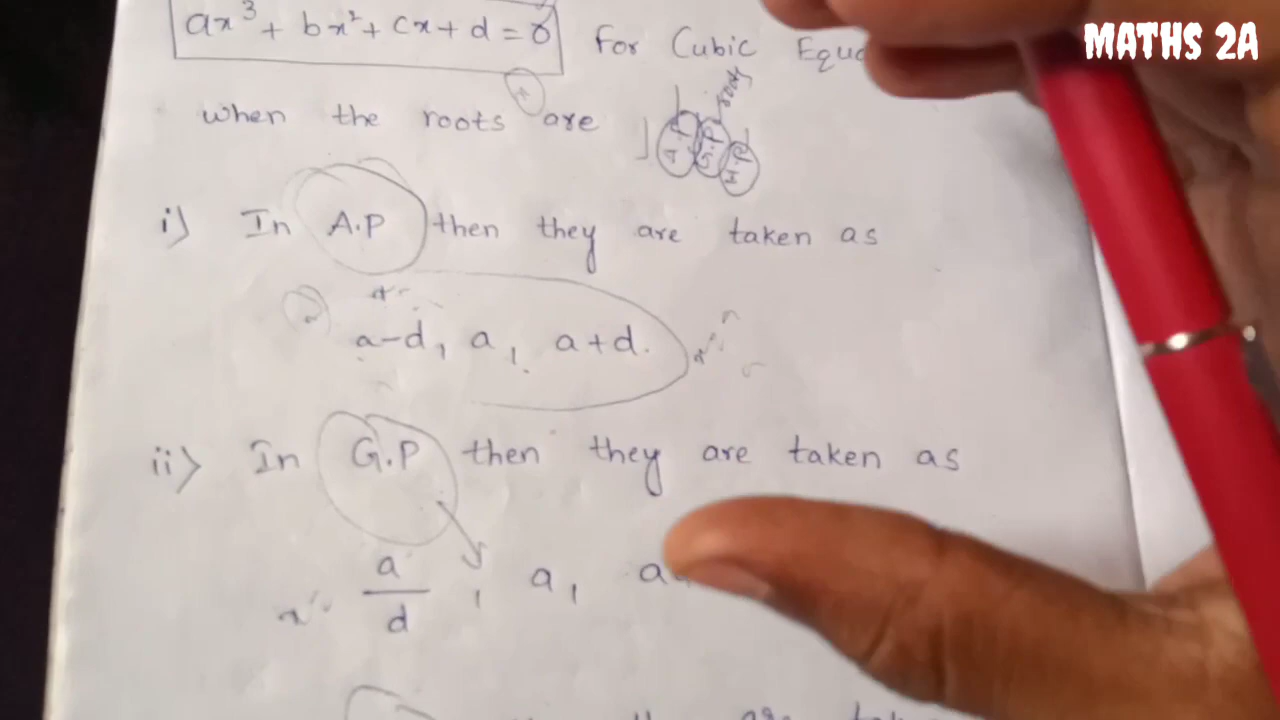 MATHS 2A
ax³ + bx² + cx + d = 0 For Cubic
when the roots are
roots
A.P G.P H.P
i) In A.P then they are taken as
a-d, a, a+d.
ii) In G.P then they are taken as
a/d, a,